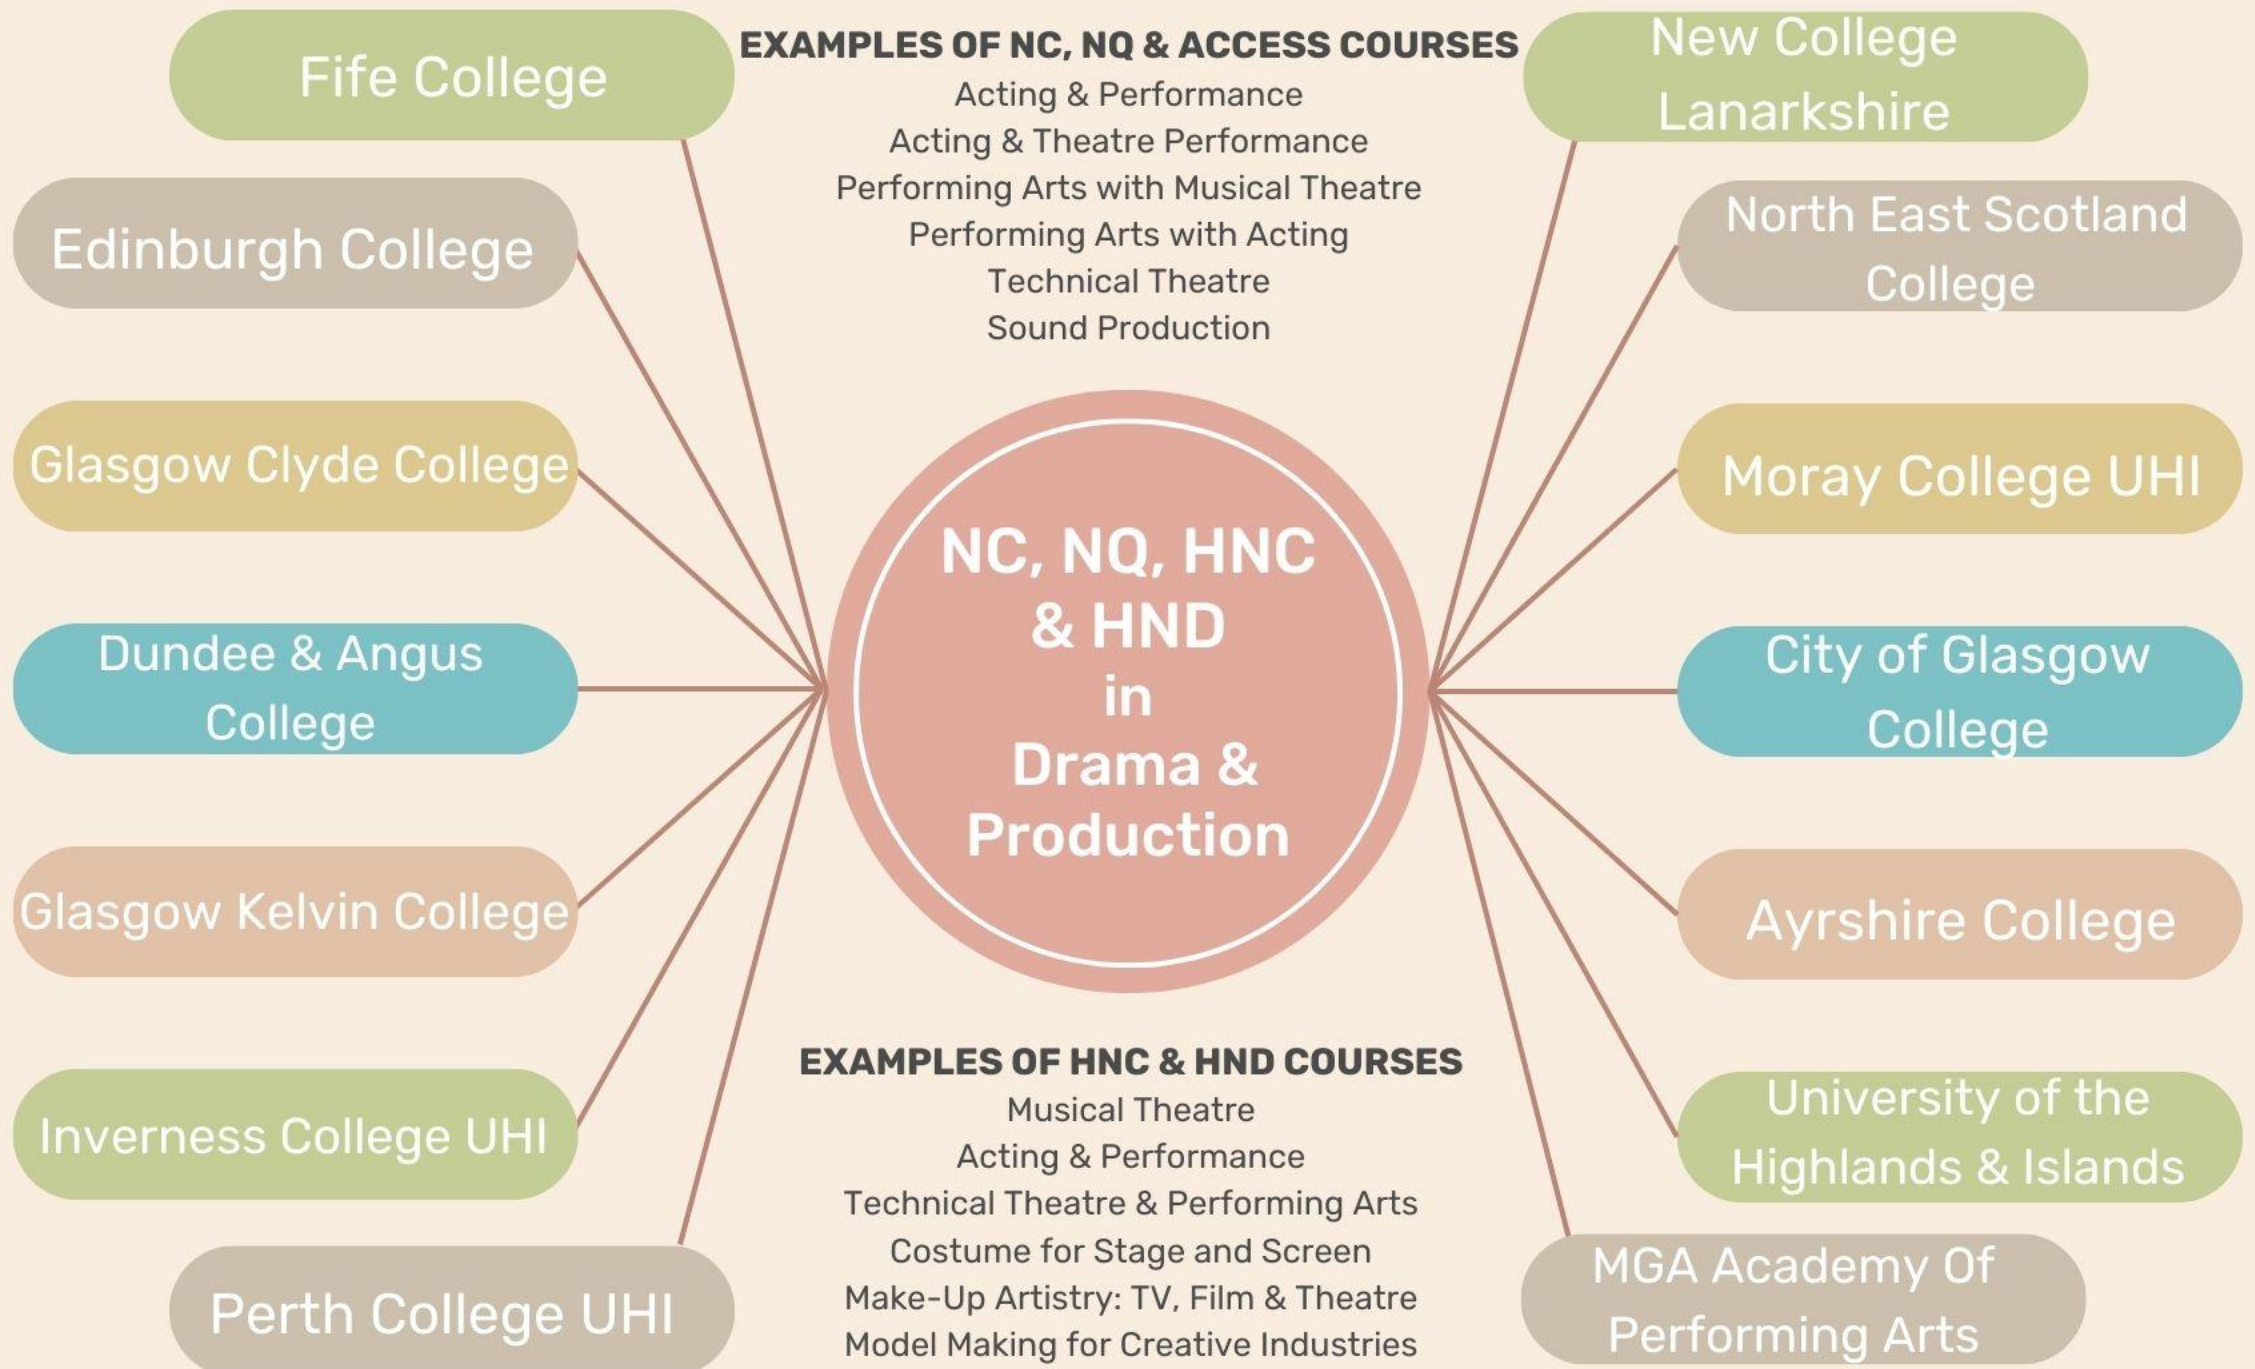 Fife College
Edinburgh College
Glasgow Clyde College
Dundee & Angus
College
Glasgow Kelvin College
Inverness College UHI
Perth College UHI
EXAMPLES OF NC, NQ & ACCESS COURSES
Acting & Performance
Acting & Theatre Performance
Performing Arts with Musical Theatre
Performing Arts with Acting
Technical Theatre
Sound Production
NC, NQ, HNC
& HND
in
Drama &
Production
EXAMPLES OF HNC & HND COURSES
Musical Theatre
Acting & Performance
Technical Theatre & Performing Arts
Costume for Stage and Screen
Make-Up Artistry: TV, Film & Theatre
Model Making for Creative Industries
New College
Lanarkshire
North East Scotland
College
Moray College UHI
City of Glasgow
College
Ayrshire College
University of the
Highlands & Islands
MGA Academy Of
Performing Arts